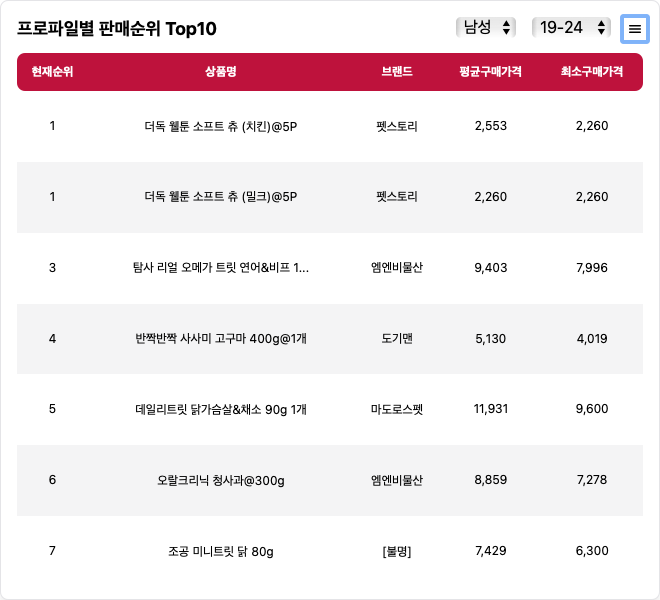 프로파일별 판매순위 Top10 남성 19-24
현재순위 상품명 브랜드 평균구매가격 최소구매가격
1 더독 웰툰 소프트 츄 (치킨)@5P 펫스토리 2,553 2,260
1 더독 웰툰 소프트 츄 (밀크)@5P 펫스토리 2,260 2,260
3 탐사 리얼 오메가 트릿 연어&비프 1... 엠엔비물산 9,403 7,996
4 반짝반짝 사사미 고구마 400g@1개 도기맨 5,130 4,019
5 데일리트릿 닭가슴살&채소 90g 1개 마도로스펫 11,931 9,600
6 오랄크리닉 청사과@300g 엠엔비물산 8,859 7,278
7 조공 미니트릿 닭 80g [불명] 7,429 6,300